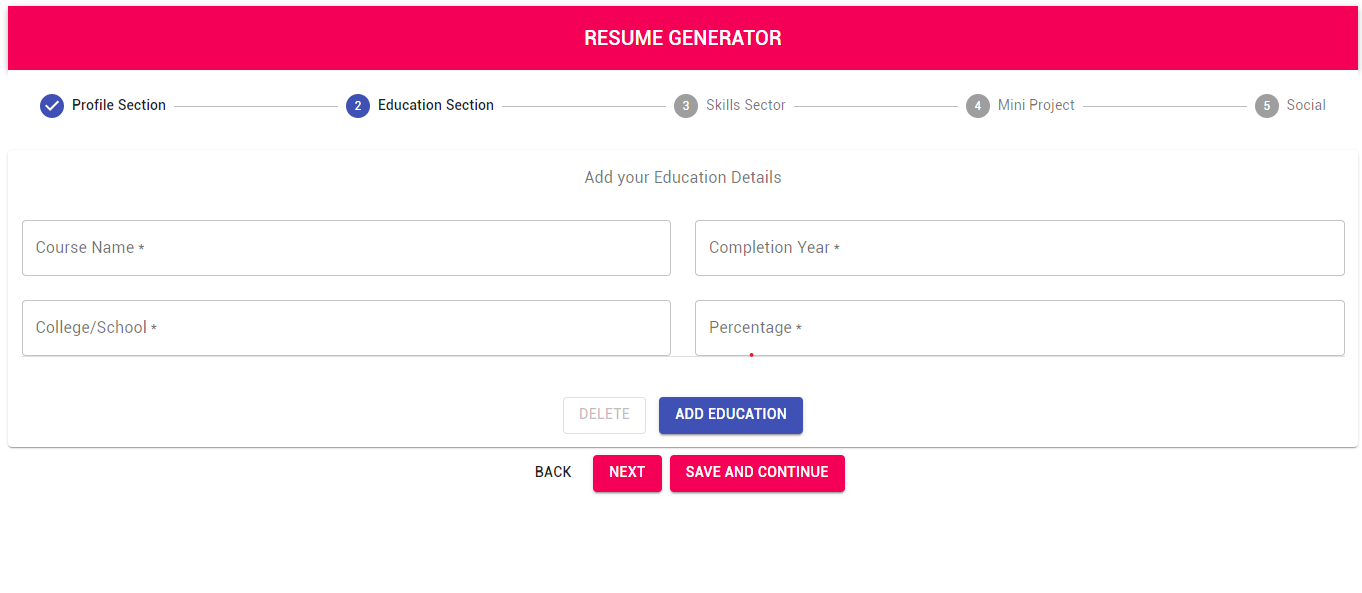 RESUME GENERATOR
Profile Section 2 Education Section 3 Skills Sector 4 Mini Project 5 Social
Add your Education Details
Course Name * Completion Year *
College/School * Percentage *
DELETE ADD EDUCATION
BACK NEXT SAVE AND CONTINUE